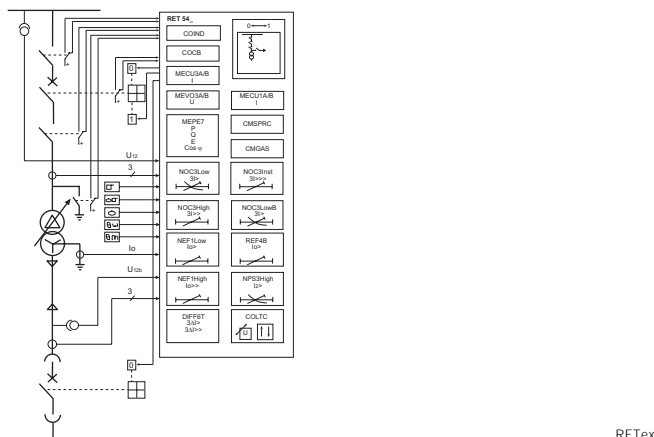 RET 54_
COIND
0 1
COCB
MECU3A/B
I
0
MEVO3A/B
U
MECU1A/B
I
1
MEPE7
P
Q
E
Cos φ
CMSPRC
CMGAS
U12
3
NOC3Low
3I>
NOC3Inst
3I>>>
NOC3High
3I>>
NOC3LowB
3I>
Io
NEF1Low
Io>
REF4B
Io>
U12b
NEF1High
Io>>
NPS3High
I2>
3
DIFF6T
3ΔI>
3ΔI>>
COLTC
U
0
RETex